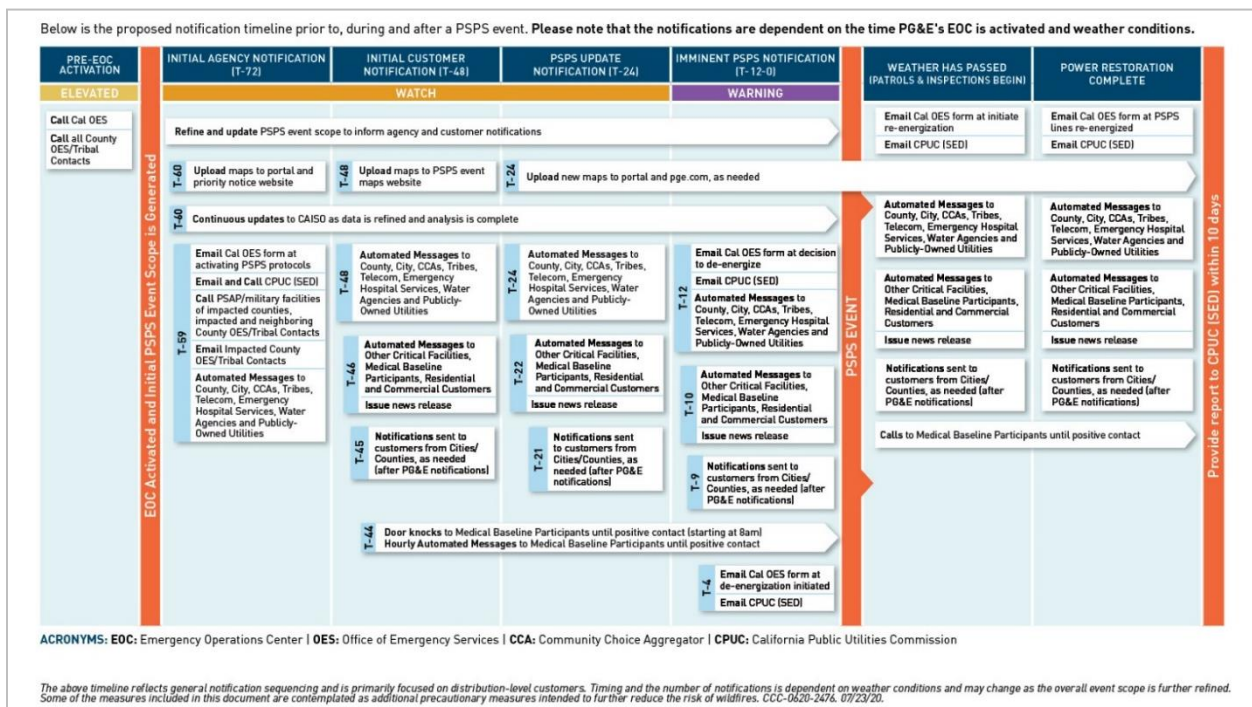 Below is the proposed notification timeline prior to, during and after a PSPS event. Please note that the notifications are dependent on the time PG&E's EOC is activated and weather conditions.
PRE-EOC
ACTIVATION
ELEVATED
Call Cal OES
Call all County
OES/Tribal
Contacts
EOC Activated and Initial PSPS Event Scope is Generated
INITIAL AGENCY NOTIFICATION
(T-72)
INITIAL CUSTOMER
NOTIFICATION (T-48)
PSPS UPDATE
NOTIFICATION (T-24)
IMMINENT PSPS NOTIFICATION
(T-12-0)
WATCH
WARNING
Refine and update PSPS event scope to inform agency and customer notifications
T-60
Upload maps to portal and
priority notice website
T-48
Upload maps to PSPS event
maps website
T-24
Upload new maps to portal and pge.com, as needed
T-60
Continuous updates to CAISO as data is refined and analysis is complete
T-59
Email Cal OES form at
activating PSPS protocols
Email and Call CPUC (SED)
Call PSAP/military facilities
of impacted counties,
impacted and neighboring
County OES/Tribal Contacts
Email Impacted County
OES/Tribal Contacts
Automated Messages to
County, City, CCAs, Tribes,
Telecom, Emergency
Hospital Services, Water
Agencies and Publicly-
Owned Utilities
T-48
Automated Messages to
County, City, CCAs, Tribes,
Telecom, Emergency
Hospital Services, Water
Agencies and Publicly-
Owned Utilities
T-46
Automated Messages to
Other Critical Facilities,
Medical Baseline
Participants, Residential
and Commercial Customers
Issue news release
T-45
Notifications sent to
customers from Cities/
Counties, as needed
(after PG&E notifications)
T-24
Automated Messages to
County, City, CCAs, Tribes,
Telecom, Emergency
Hospital Services, Water
Agencies and Publicly-
Owned Utilities
T-22
Automated Messages to
Other Critical Facilities,
Medical Baseline
Participants, Residential
and Commercial Customers
Issue news release
T-21
Notifications sent
to customers from
Cities/Counties, as
needed (after PG&E
notifications)
T-12
Email Cal OES form at decision
to de-energize
Email CPUC (SED)
Automated Messages to
County, City, CCAs, Tribes,
Telecom, Emergency Hospital
Services, Water Agencies and
Publicly-Owned Utilities
T-10
Automated Messages to
Other Critical Facilities,
Medical Baseline
Participants, Residential
and Commercial Customers
Issue news release
T-9
Notifications sent to
customers from Cities/
Counties, as needed (after
PG&E notifications)
T-44
Door knocks to Medical Baseline Participants until positive contact (starting at 8am)
Hourly Automated Messages to Medical Baseline Participants until positive contact
T-4
Email Cal OES form at
de-energization initiated
Email CPUC (SED)
PSPS EVENT
WEATHER HAS PASSED
(PATROLS & INSPECTIONS BEGIN)
Email Cal OES form at initiate
re-energization
Email CPUC (SED)
Automated Messages to
County, City, CCAs, Tribes,
Telecom, Emergency Hospital
Services, Water Agencies and
Publicly-Owned Utilities
Automated Messages to
Other Critical Facilities,
Medical Baseline Participants,
Residential and Commercial
Customers
Issue news release
Notifications sent to
customers from Cities/
Counties, as needed (after
PG&E notifications)
POWER RESTORATION
COMPLETE
Email Cal OES form at PSPS
lines re-energized
Email CPUC (SED)
Automated Messages to
County, City, CCAs, Tribes,
Telecom, Emergency Hospital
Services, Water Agencies and
Publicly-Owned Utilities
Automated Messages to
Other Critical Facilities,
Medical Baseline Participants,
Residential and Commercial
Customers
Issue news release
Notifications sent to
customers from Cities/
Counties, as needed (after
PG&E notifications)
Calls to Medical Baseline Participants until positive contact
Provide report to CPUC (SED) within 10 days
ACRONYMS: EOC: Emergency Operations Center | OES: Office of Emergency Services | CCA: Community Choice Aggregator | CPUC: California Public Utilities Commission
The above timeline reflects general notification sequencing and is primarily focused on distribution-level customers. Timing and the number of notifications is dependent on weather conditions and may change as the overall event scope is further refined.
Some of the measures included in this document are contemplated as additional precautionary measures intended to further reduce the risk of wildfires. CCC-0620-2476. 07/23/20.